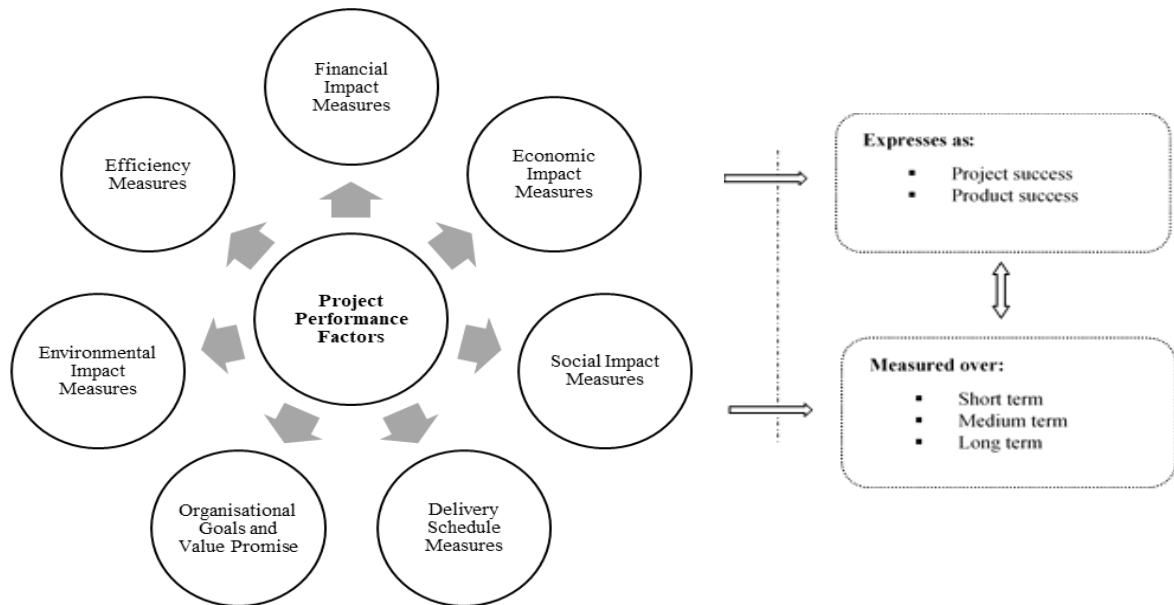 Financial
Impact
Measures
Efficiency
Measures
Economic
Impact
Measures
Project
Performance
Factors
Environmental
Impact
Measures
Social Impact
Measures
Organisational
Goals and
Value Promise
Delivery
Schedule
Measures
Expresses as:
▪ Project success
▪ Product success
Measured over:
▪ Short term
▪ Medium term
▪ Long term